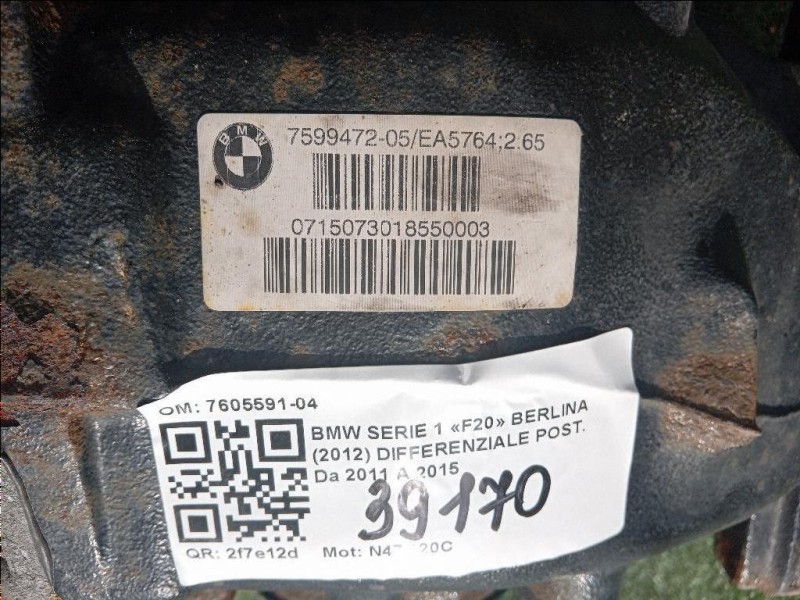 BMW
7599472-05/EA5764;2.65
0715073018550003
OM: 7605591-04
BMW SERIE 1 «F20» BERLINA
(2012) DIFFERENZIALE POST.
Da 2011 A 2015
39170
QR: 2f7e12d Mot: 20C